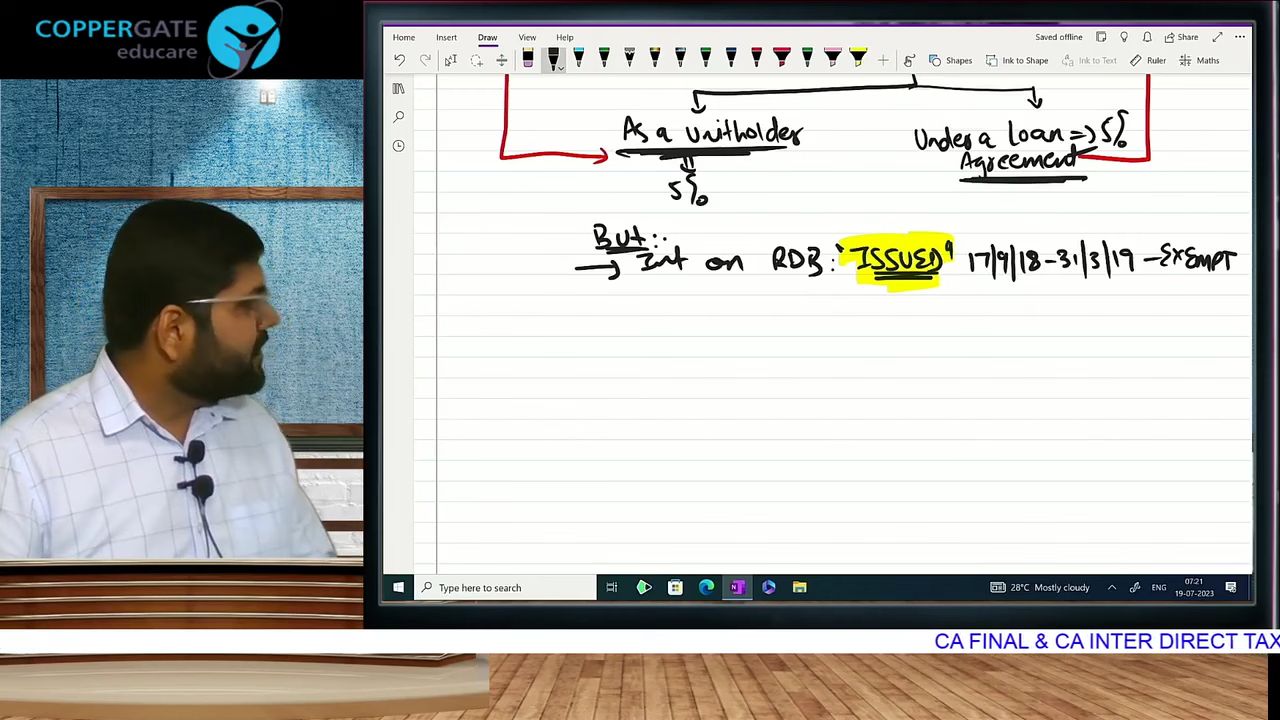 COPPERGATE
educare
Home Insert Draw View Help
Saved offline
Share
Shapes
Ink to Shape
Ink to Text
Ruler
Maths
As a unitholder
5%
Under a loan => 5%
Agreement
But:
Int on RDB: "ISSUED" 17/9/18 - 31/3/19 - EXEMPT
Type here to search
28°C Mostly cloudy
ENG
07:21
19-07-2023
CA FINAL & CA INTER DIRECT TAX